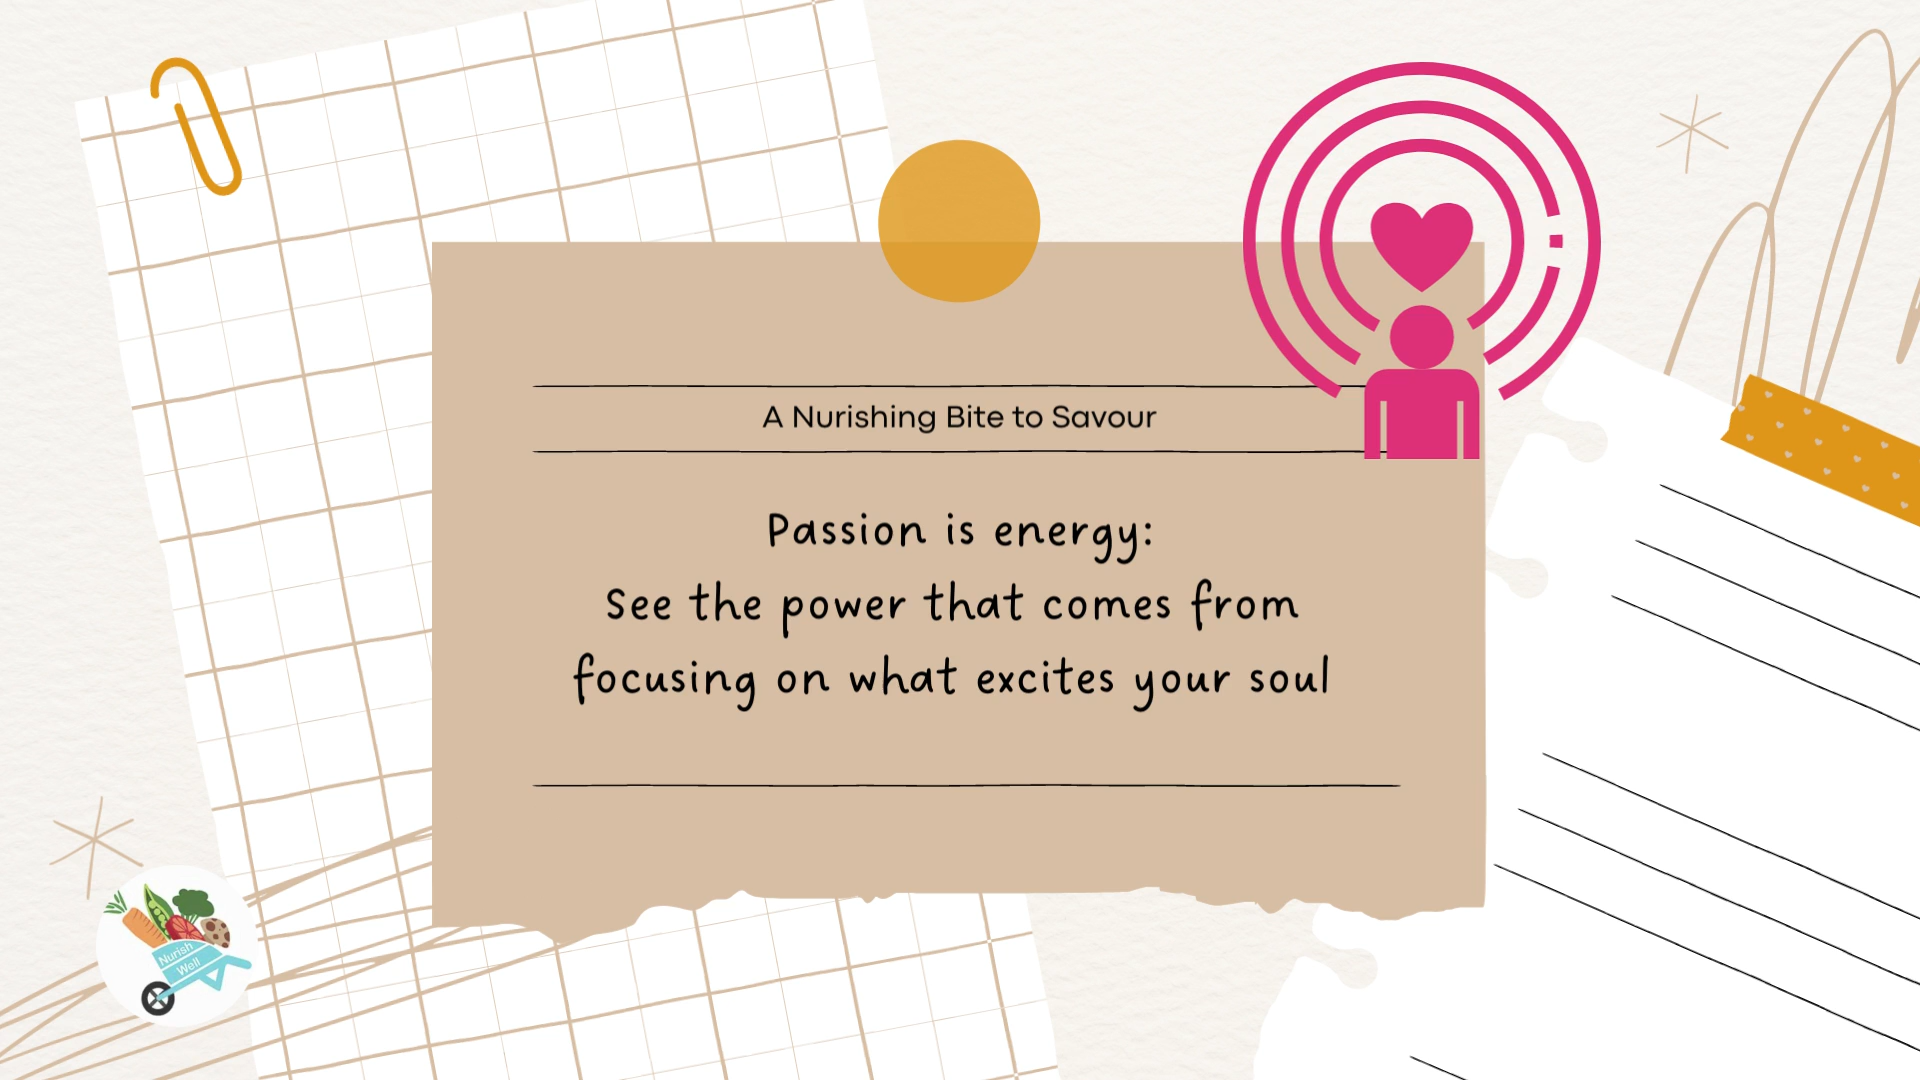 A Nurishing Bite to Savour
Passion is energy:
See the power that comes from
focusing on what excites your soul
Nurish
Well